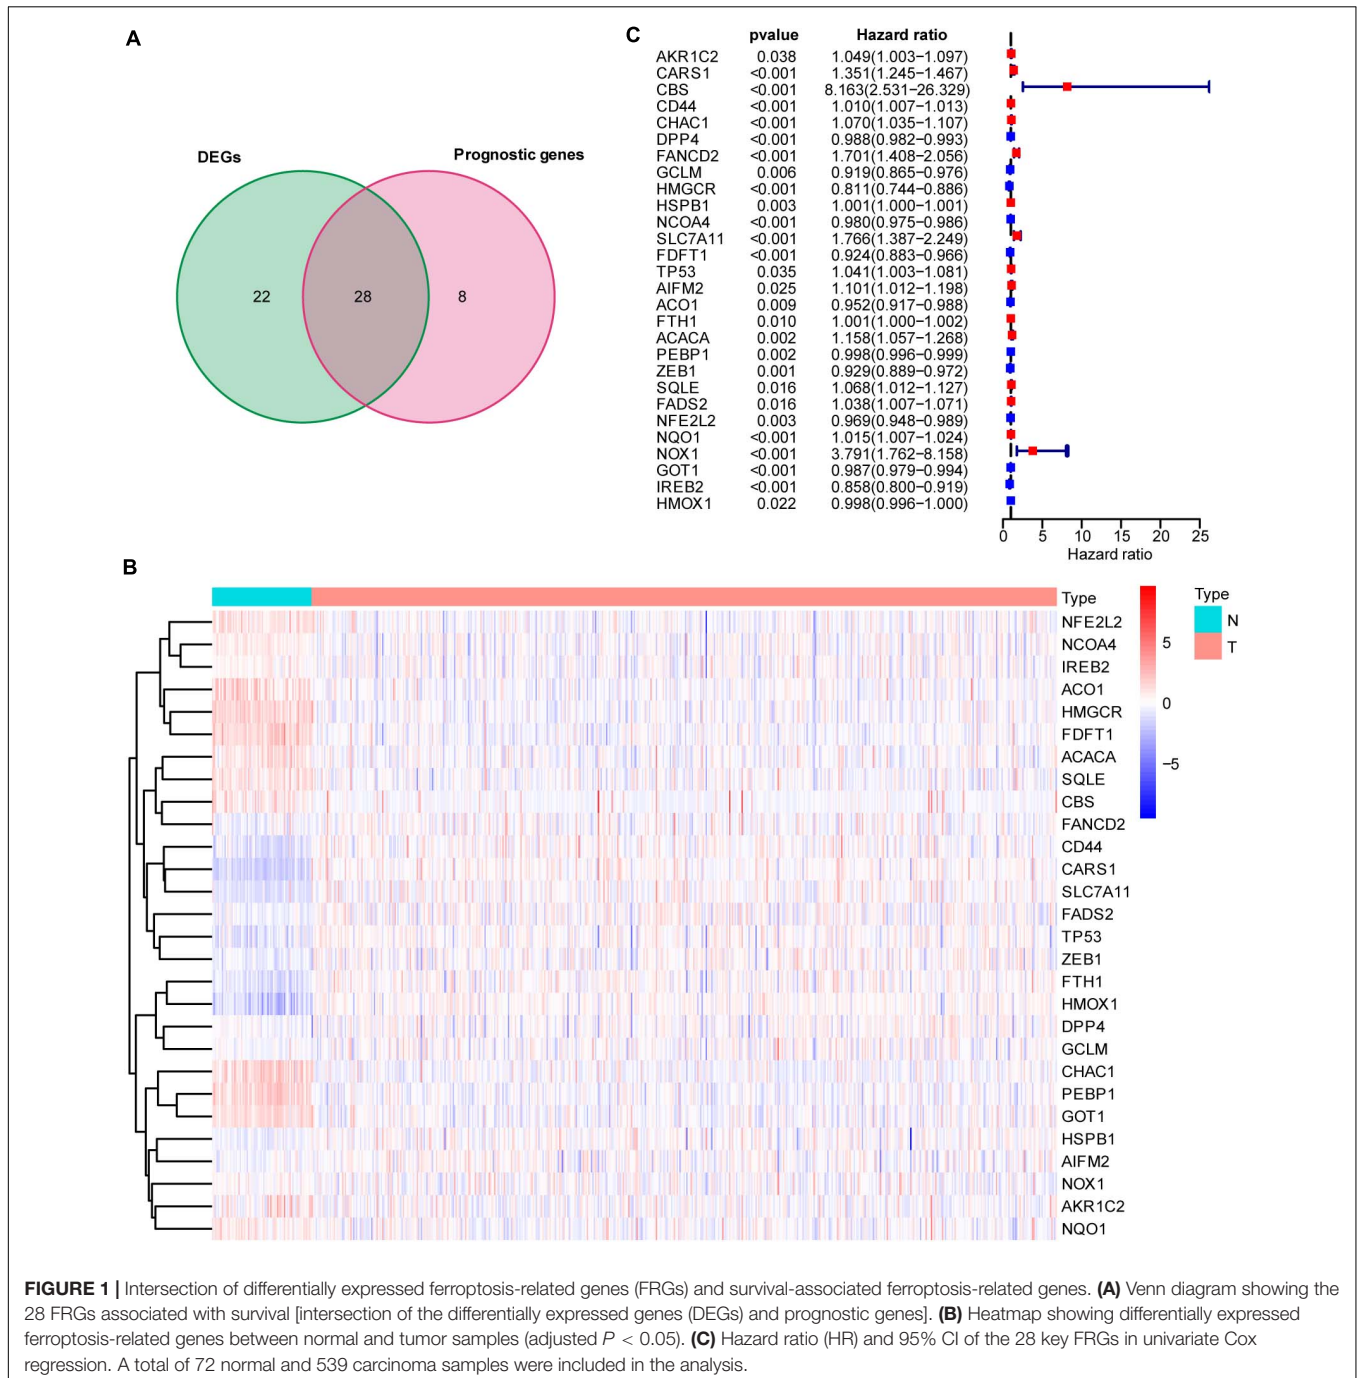 A
DEGs
Prognostic genes
22
28
8
C
pvalue Hazard ratio
AKR1C2 0.038 1.049(1.003−1.097)
CARS1 <0.001 1.351(1.245−1.467)
CBS <0.001 8.163(2.531−26.329)
CD44 <0.001 1.010(1.007−1.013)
CHAC1 <0.001 1.070(1.035−1.107)
DPP4 <0.001 0.988(0.982−0.993)
FANCD2 <0.001 1.701(1.408−2.056)
GCLM 0.006 0.919(0.865−0.976)
HMGCR <0.001 0.811(0.744−0.886)
HSPB1 0.003 1.001(1.000−1.001)
NCOA4 <0.001 0.980(0.975−0.986)
SLC7A11 <0.001 1.766(1.387−2.249)
FDFT1 <0.001 0.924(0.883−0.966)
TP53 0.035 1.041(1.003−1.081)
AIFM2 0.025 1.101(1.012−1.198)
ACO1 0.009 0.952(0.917−0.988)
FTH1 0.010 1.001(1.000−1.002)
ACACA 0.002 1.158(1.057−1.268)
PEBP1 0.002 0.998(0.996−0.999)
ZEB1 0.001 0.929(0.889−0.972)
SQLE 0.016 1.068(1.012−1.127)
FADS2 0.016 1.038(1.007−1.071)
NFE2L2 0.003 0.969(0.948−0.989)
NQO1 <0.001 1.015(1.007−1.024)
NOX1 <0.001 3.791(1.762−8.158)
GOT1 <0.001 0.987(0.979−0.994)
IREB2 <0.001 0.858(0.800−0.919)
HMOX1 0.022 0.998(0.996−1.000)
0 5 10 15 20 25
Hazard ratio
B
Type
NFE2L2
NCOA4
IREB2
ACO1
HMGCR
FDFT1
ACACA
SQLE
CBS
FANCD2
CD44
CARS1
SLC7A11
FADS2
TP53
ZEB1
FTH1
HMOX1
DPP4
GCLM
CHAC1
PEBP1
GOT1
HSPB1
AIFM2
NOX1
AKR1C2
NQO1
5
0
−5
Type
N
T
FIGURE 1 | Intersection of differentially expressed ferroptosis-related genes (FRGs) and survival-associated ferroptosis-related genes. (A) Venn diagram showing the
28 FRGs associated with survival [intersection of the differentially expressed genes (DEGs) and prognostic genes]. (B) Heatmap showing differentially expressed
ferroptosis-related genes between normal and tumor samples (adjusted P < 0.05). (C) Hazard ratio (HR) and 95% CI of the 28 key FRGs in univariate Cox
regression. A total of 72 normal and 539 carcinoma samples were included in the analysis.